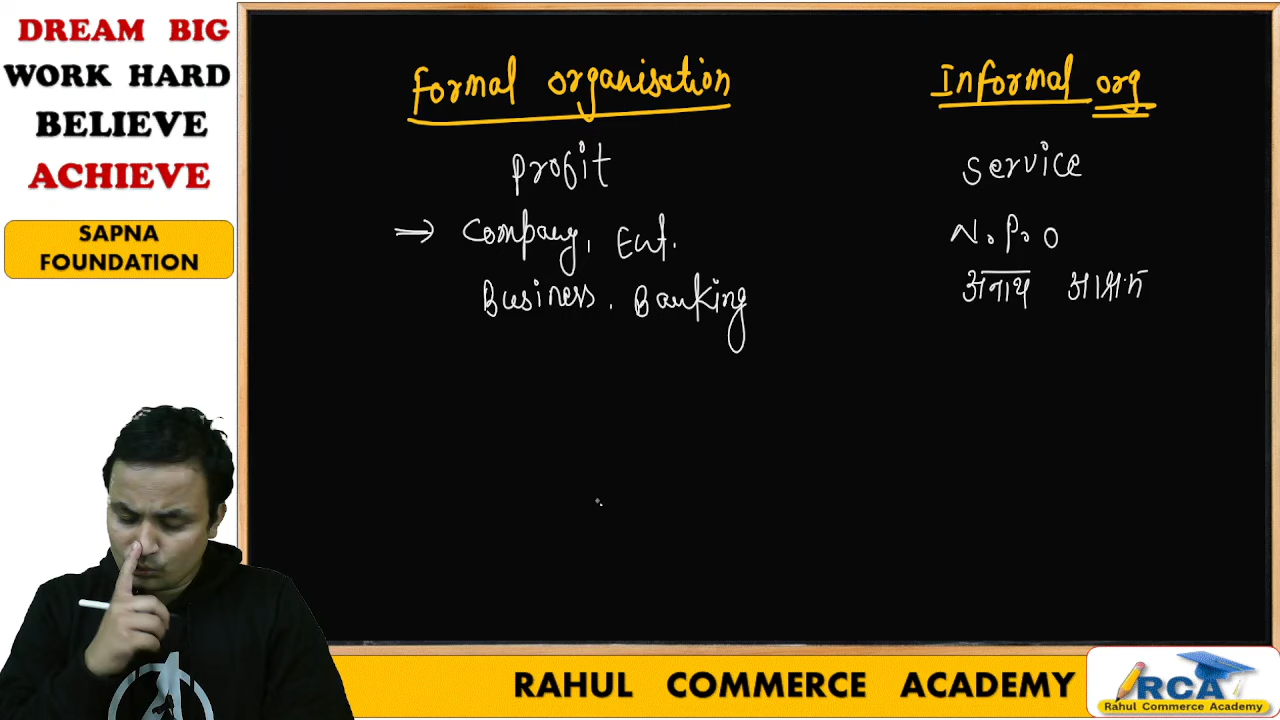 DREAM BIG
WORK HARD
BELIEVE
ACHIEVE
SAPNA
FOUNDATION
Formal organisation
Profit
⇒ Company, Ent.
Business. Banking
Informal org
Service
N.P.O
अनाथ आश्रम
RAHUL COMMERCE ACADEMY
RCA
Rahul Commerce Academy